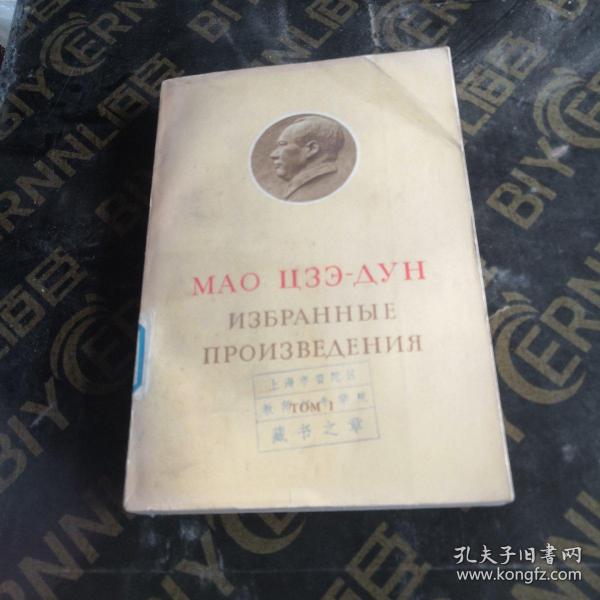 МАО ЦЗЭ-ДУН
ИЗБРАННЫЕ
ПРОИЗВЕДЕНИЯ
上海市普陀区
ТОМ 1
藏书之章
孔夫子旧书网
www.kongfz.com